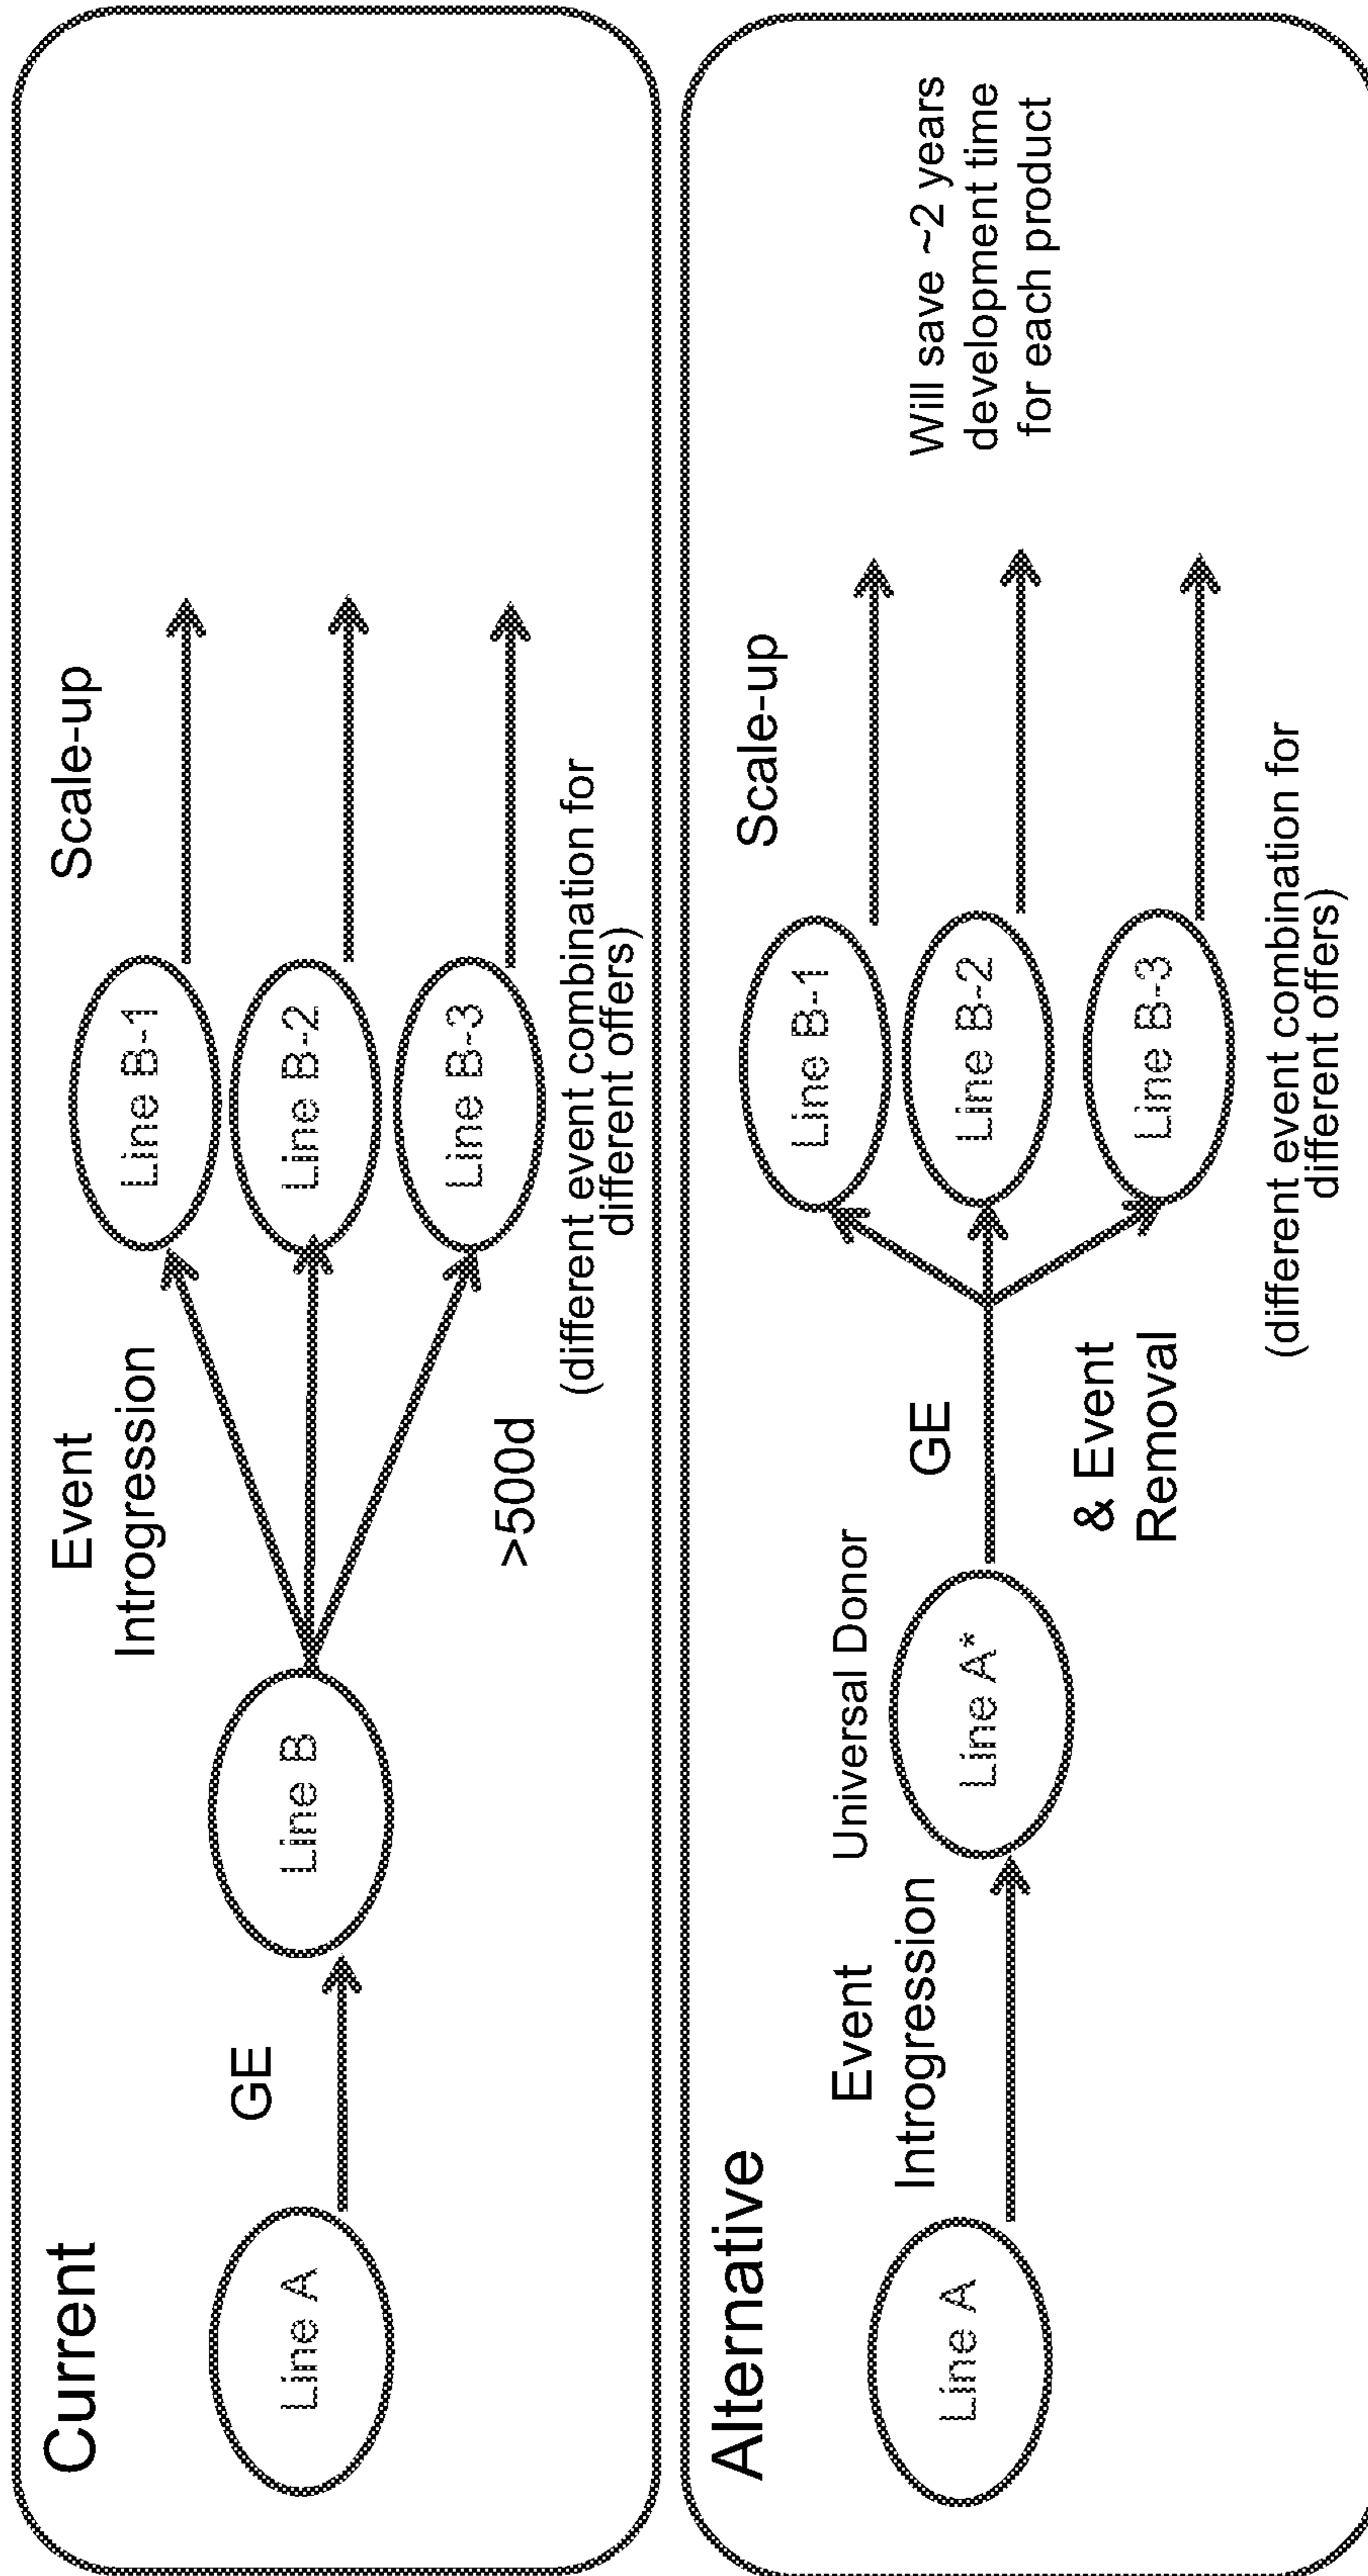 Current
Line A
GE
Line B
Event
Introgression
>500d
Line B-1
Line B-2
Line B-3
(different event combination for
different offers)
Scale-up
Alternative
Line A
Event
Introgression
Universal Donor
Line A*
GE
& Event
Removal
Line B-1
Line B-2
Line B-3
(different event combination for
different offers)
Scale-up
Will save ~2 years
development time
for each product